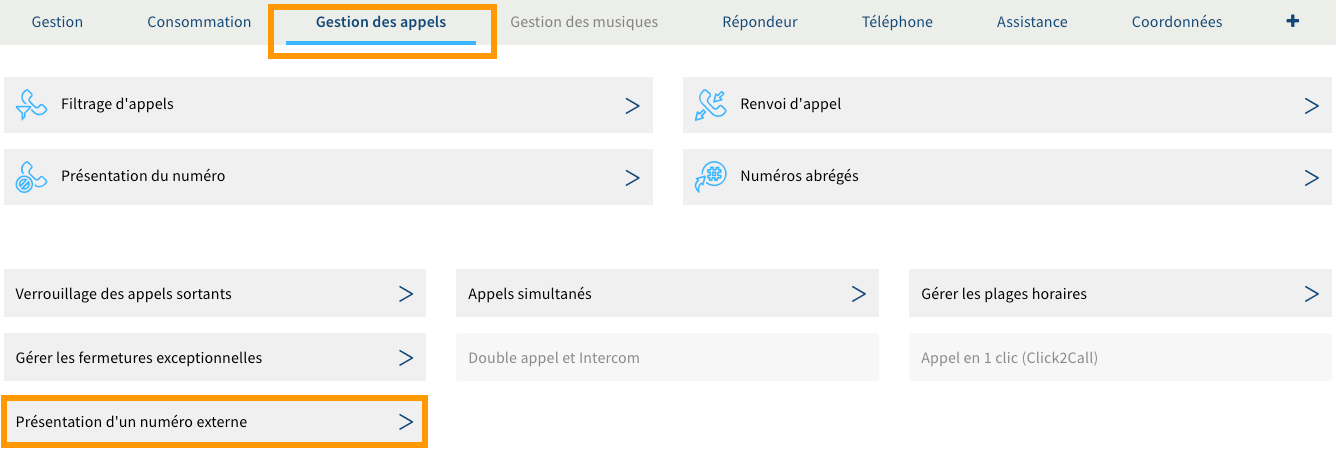 Gestion Consommation Gestion des appels Gestion des musiques Répondeur Téléphone Assistance Coordonnées +
Filtrage d'appels > Renvoi d'appel >
Présentation du numéro > Numéros abrégés >
Verrouillage des appels sortants > Appels simultanés > Gérer les plages horaires >
Gérer les fermetures exceptionnelles > Double appel et Intercom Appel en 1 clic (Click2Call)
Présentation d'un numéro externe >